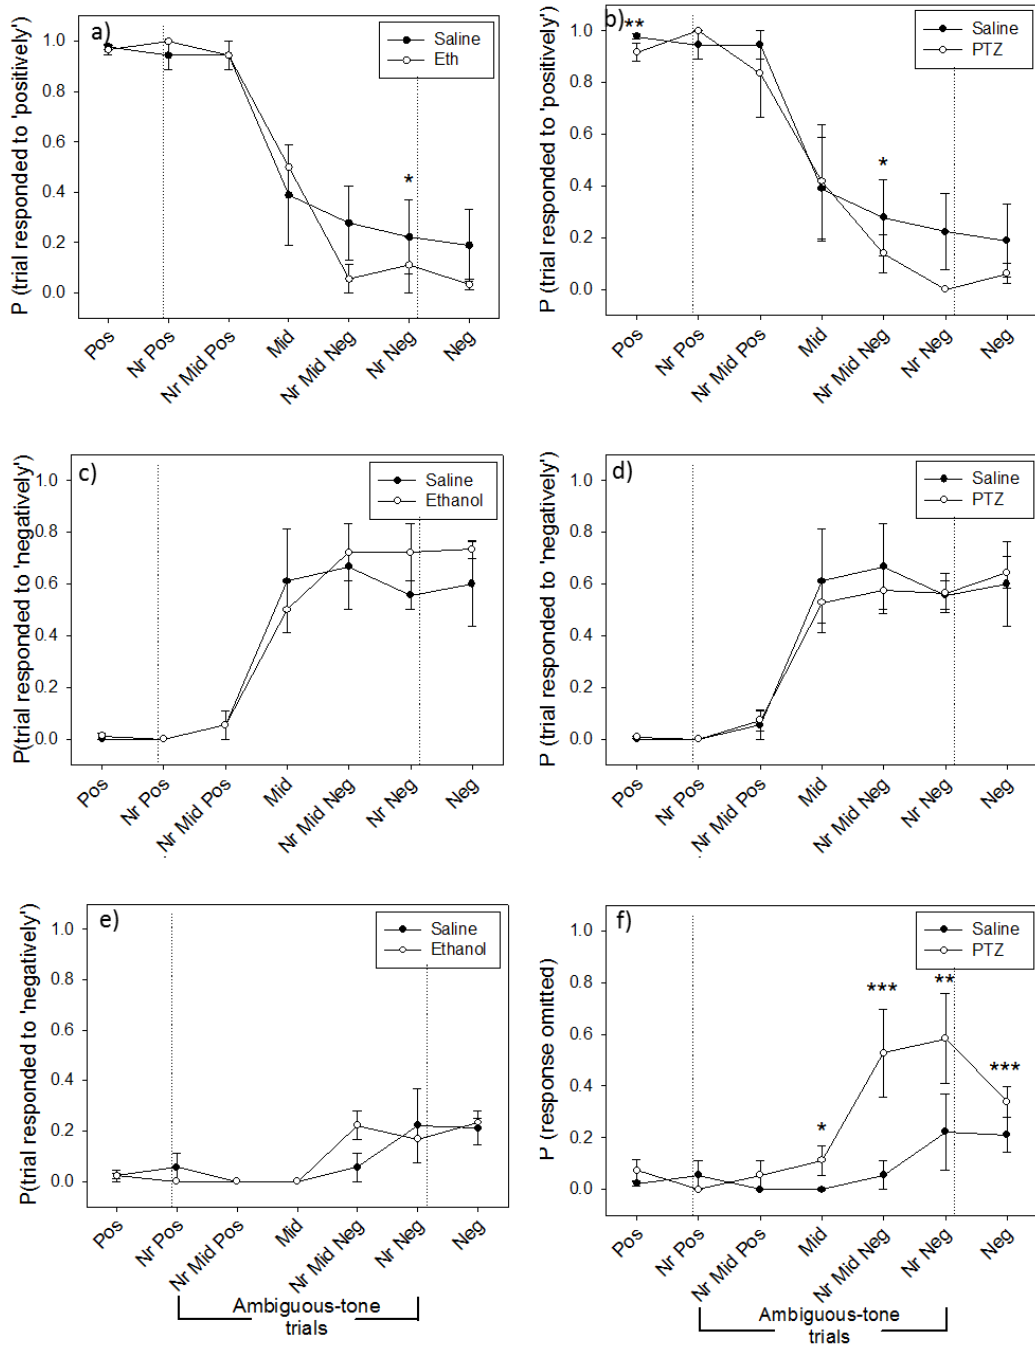 a)
Saline
Eth
P (trial responded to 'positively')
1.0
0.8
0.6
0.4
0.2
0.0
*
Pos
Nr Pos
Nr Mid Pos
Mid
Nr Mid Neg
Nr Neg
Neg
b)
Saline
PTZ
P (trial responded to 'positively')
1.0
0.8
0.6
0.4
0.2
0.0
**
*
Pos
Nr Pos
Nr Mid Pos
Mid
Nr Mid Neg
Nr Neg
Neg
c)
Saline
Ethanol
P(trial responded to 'negatively')
1.0
0.8
0.6
0.4
0.2
0.0
Pos
Nr Pos
Nr Mid Pos
Mid
Nr Mid Neg
Nr Neg
Neg
d)
Saline
PTZ
P (trial responded to 'negatively')
1.0
0.8
0.6
0.4
0.2
0.0
Pos
Nr Pos
Nr Mid Pos
Mid
Nr Mid Neg
Nr Neg
Neg
e)
Saline
Ethanol
P(trial responded to 'negatively')
1.0
0.8
0.6
0.4
0.2
0.0
Pos
Nr Pos
Nr Mid Pos
Mid
Nr Mid Neg
Nr Neg
Neg
Ambiguous-tone
trials
f)
Saline
PTZ
P (response omitted)
1.0
0.8
0.6
0.4
0.2
0.0
*
***
**
***
Pos
Nr Pos
Nr Mid Pos
Mid
Nr Mid Neg
Nr Neg
Neg
Ambiguous-tone
trials